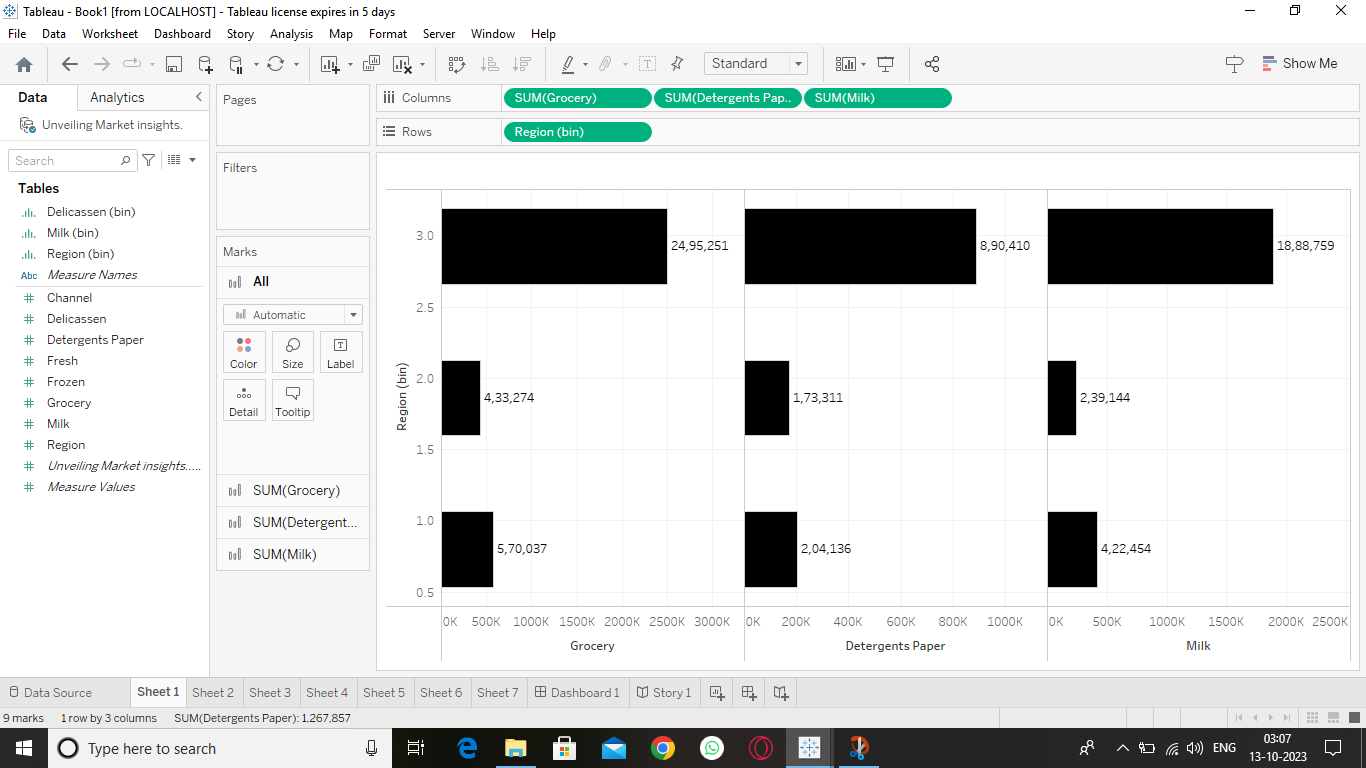 Tableau - Book1 [from LOCALHOST] - Tableau license expires in 5 days
File Data Worksheet Dashboard Story Analysis Map Format Server Window Help
Standard
Show Me
Data Analytics
Unveiling Market insights.
Search
Tables
Delicassen (bin)
Milk (bin)
Region (bin)
Abc Measure Names
Channel
Delicassen
Detergents Paper
Fresh
Frozen
Grocery
Milk
Region
Unveiling Market insights.....
Measure Values
Pages
Filters
Marks
All
Automatic
Color Size Label
Detail Tooltip
SUM(Grocery)
SUM(Detergent...
SUM(Milk)
Columns SUM(Grocery) SUM(Detergents Pap.. SUM(Milk)
Rows Region (bin)
Region (bin)
3.0
2.5
2.0
1.5
1.0
0.5
24,95,251 8,90,410 18,88,759
4,33,274 1,73,311 2,39,144
5,70,037 2,04,136 4,22,454
0K 500K 1000K 1500K 2000K 2500K 3000K 0K 200K 400K 600K 800K 1000K 0K 500K 1000K 1500K 2000K 2500K
Grocery Detergents Paper Milk
Data Source Sheet 1 Sheet 2 Sheet 3 Sheet 4 Sheet 5 Sheet 6 Sheet 7 Dashboard 1 Story 1
9 marks 1 row by 3 columns SUM(Detergents Paper): 1,267,857
Type here to search
ENG
03:07
13-10-2023